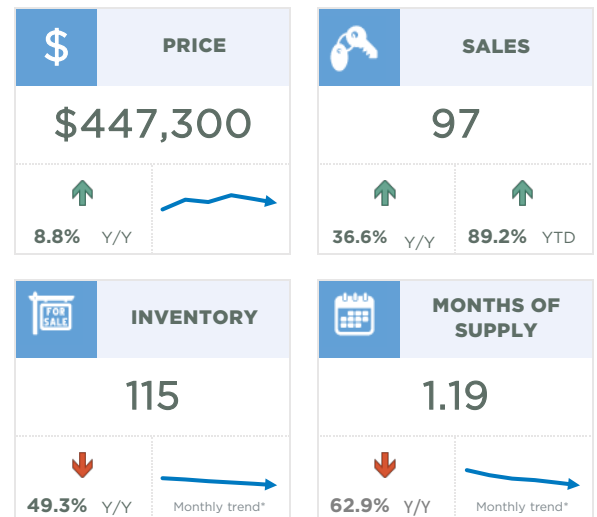 $
PRICE
$447,300
8.8% Y/Y
SALES
97
36.6% Y/Y
89.2% YTD
FOR
SALE
INVENTORY
115
49.3% Y/Y
Monthly trend*
MONTHS OF
SUPPLY
1.19
62.9% Y/Y
Monthly trend*